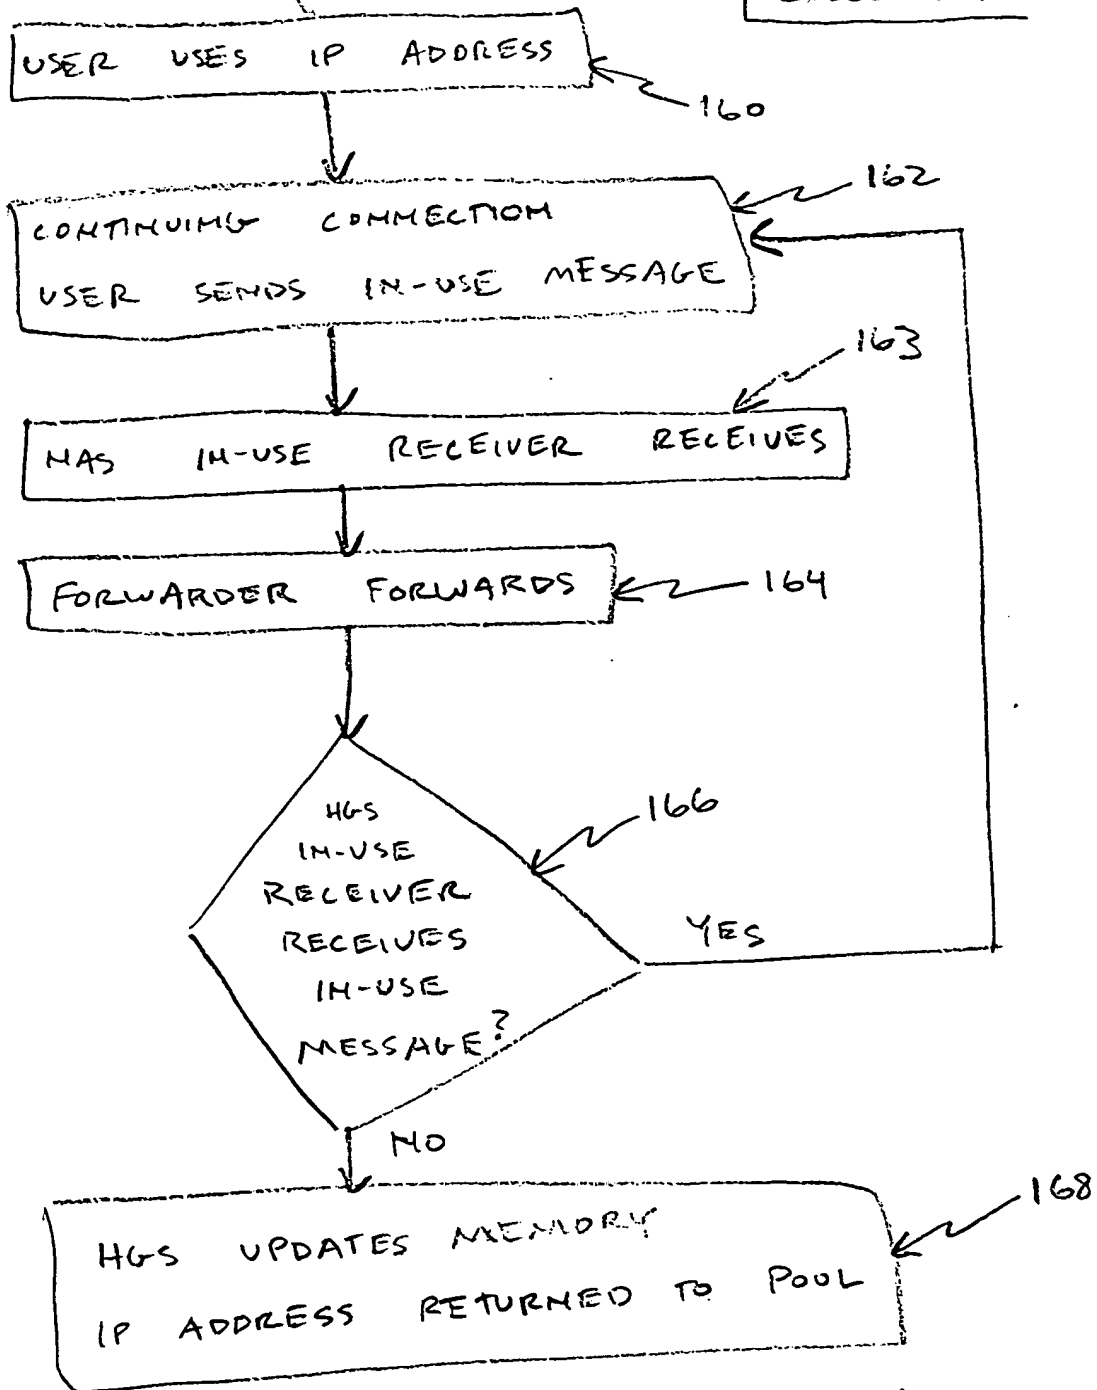 USER USES IP ADDRESS
160
CONTINUING CONNECTION
USER SENDS IN-USE MESSAGE
162
163
NAS IN-USE RECEIVER RECEIVES
FORWARDER FORWARDS
164
HGS
IN-USE
RECEIVER
RECEIVES
IN-USE
MESSAGE?
166
YES
NO
HGS UPDATES MEMORY
IP ADDRESS RETURNED TO POOL
168